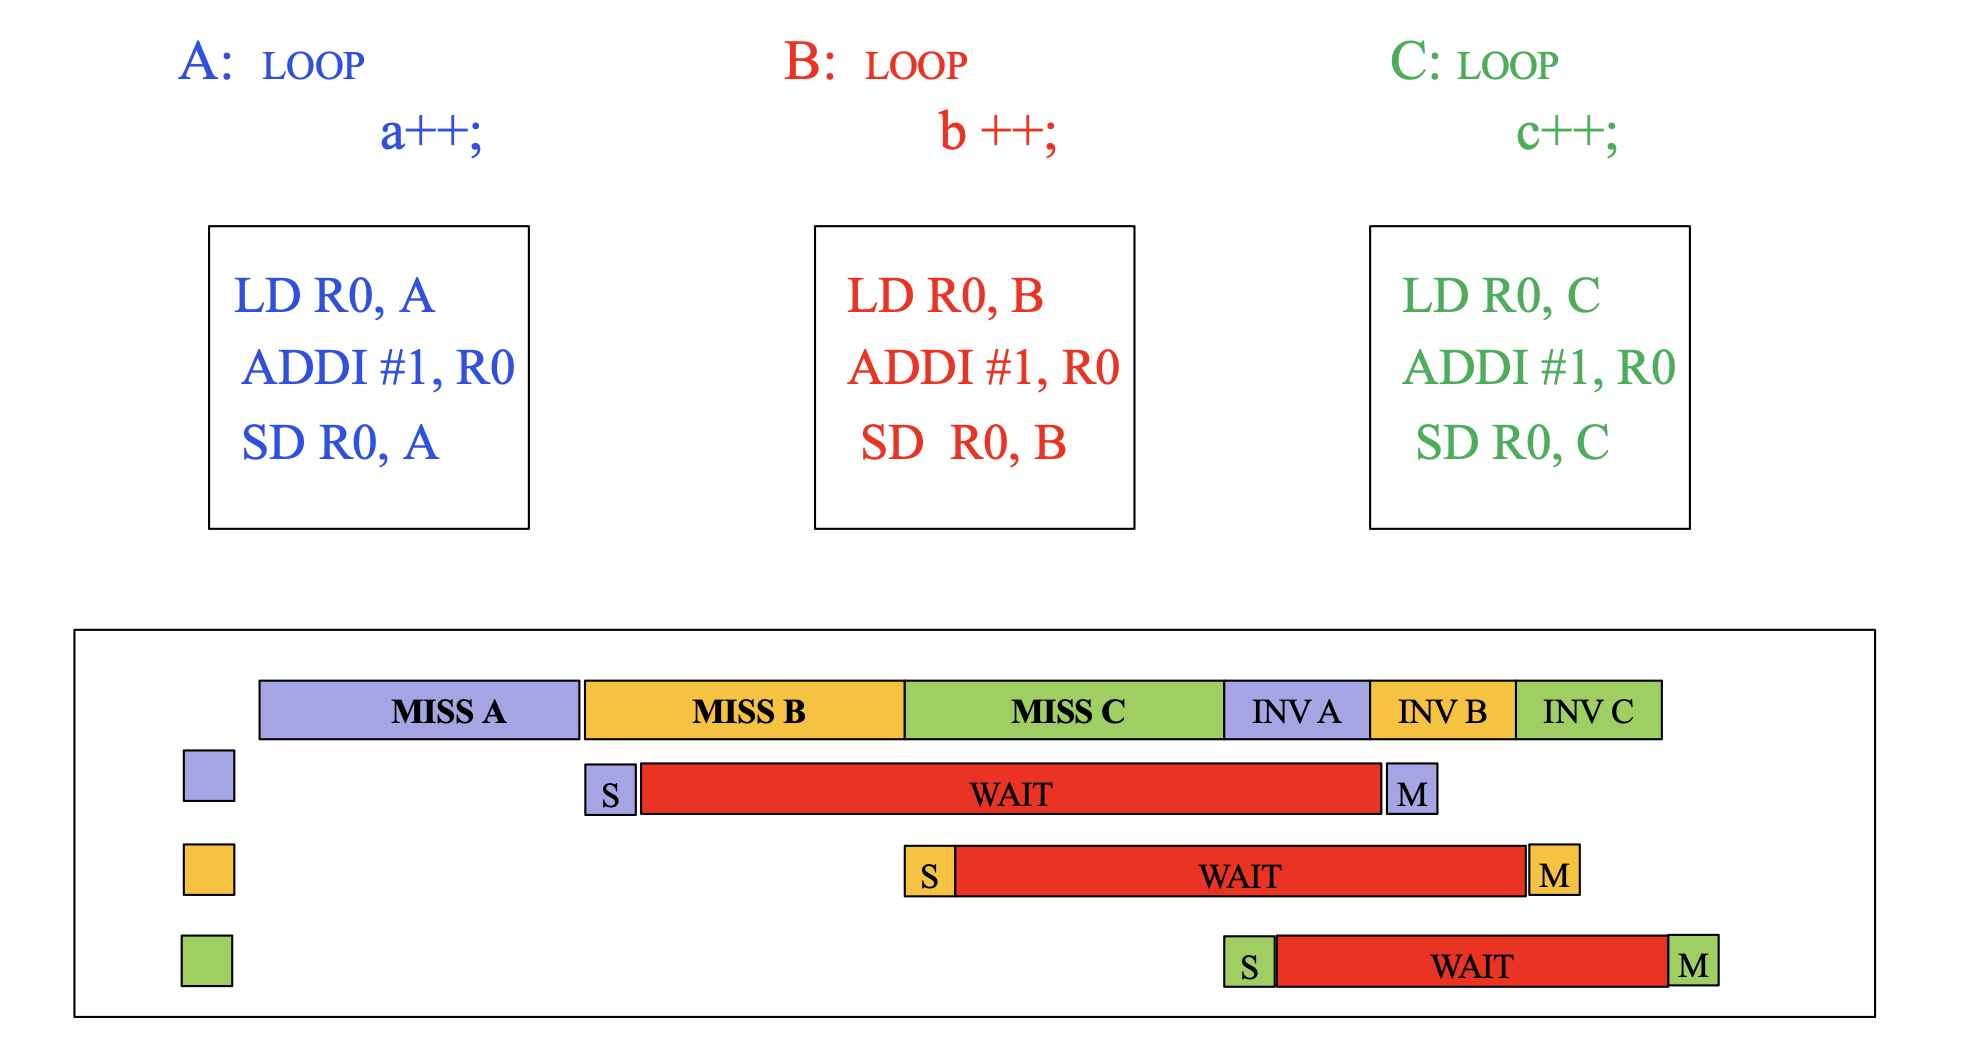 A: LOOP
a++;
B: LOOP
b ++;
C: LOOP
c++;
LD R0, A
ADDI #1, R0
SD R0, A
LD R0, B
ADDI #1, R0
SD R0, B
LD R0, C
ADDI #1, R0
SD R0, C
MISS A MISS B MISS C INV A INV B INV C
S WAIT M
S WAIT M
S WAIT M